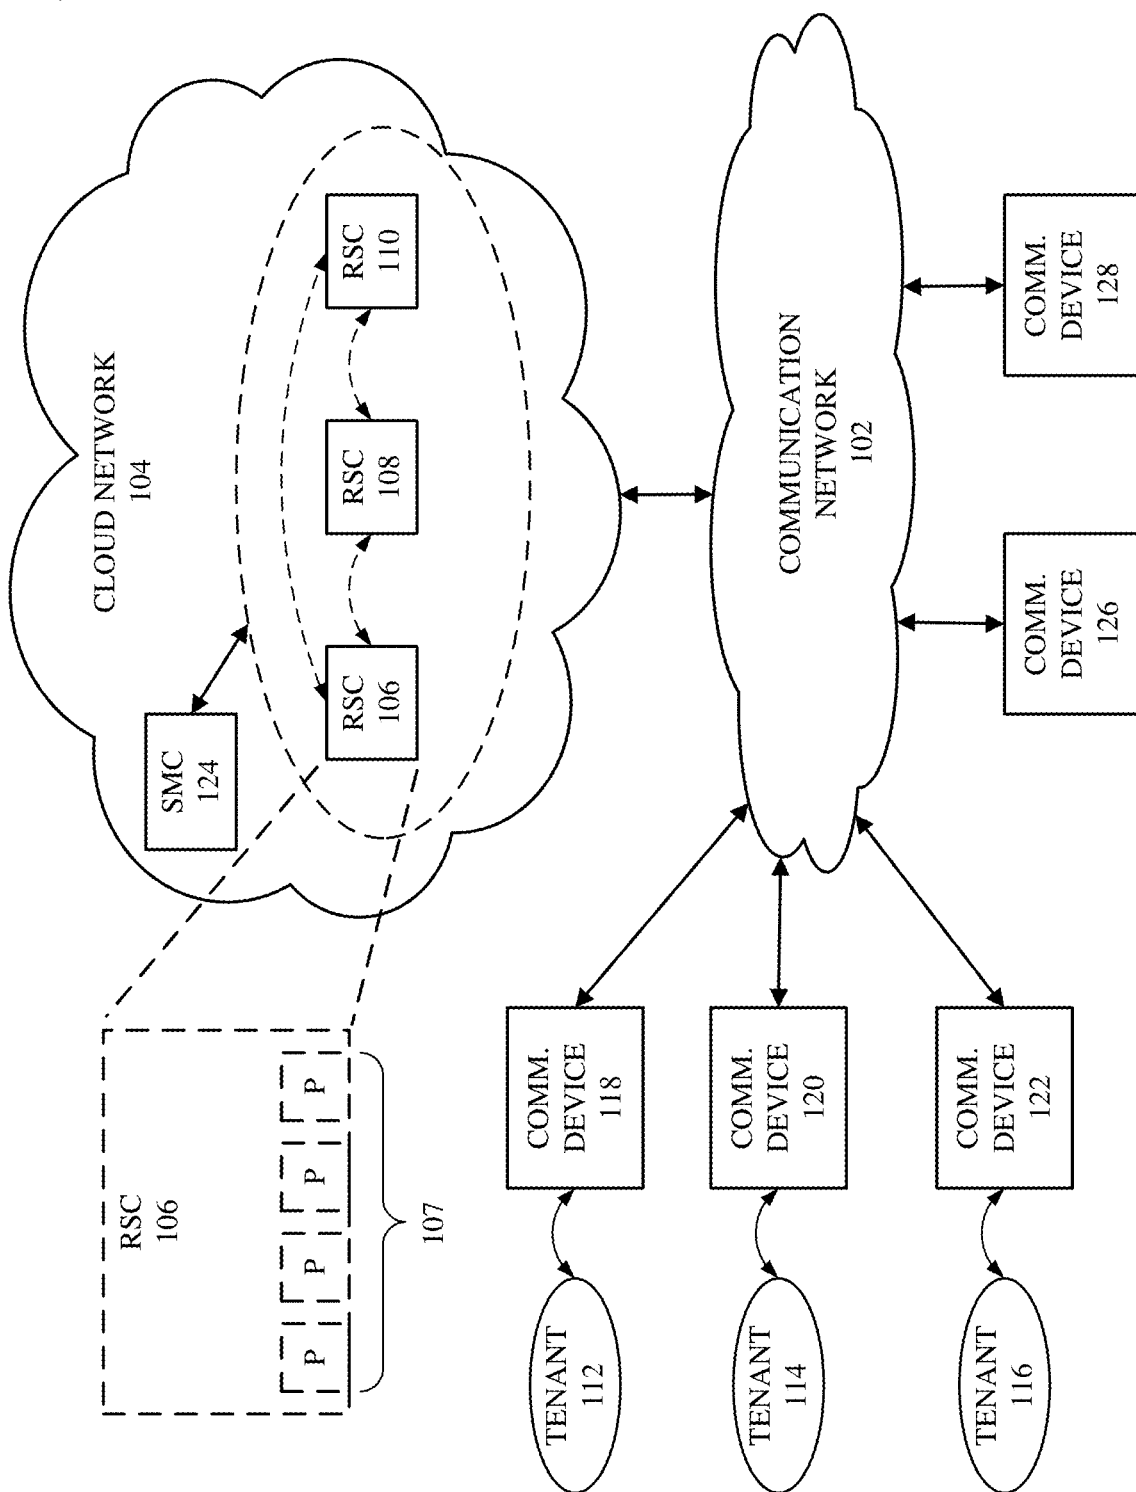 RSC
106
P
P
P
P
107
SMC
124
CLOUD NETWORK
104
RSC
106
RSC
108
RSC
110
TENANT
112
COMM.
DEVICE
118
TENANT
114
COMM.
DEVICE
120
TENANT
116
COMM.
DEVICE
122
COMMUNICATION
NETWORK
102
COMM.
DEVICE
126
COMM.
DEVICE
128